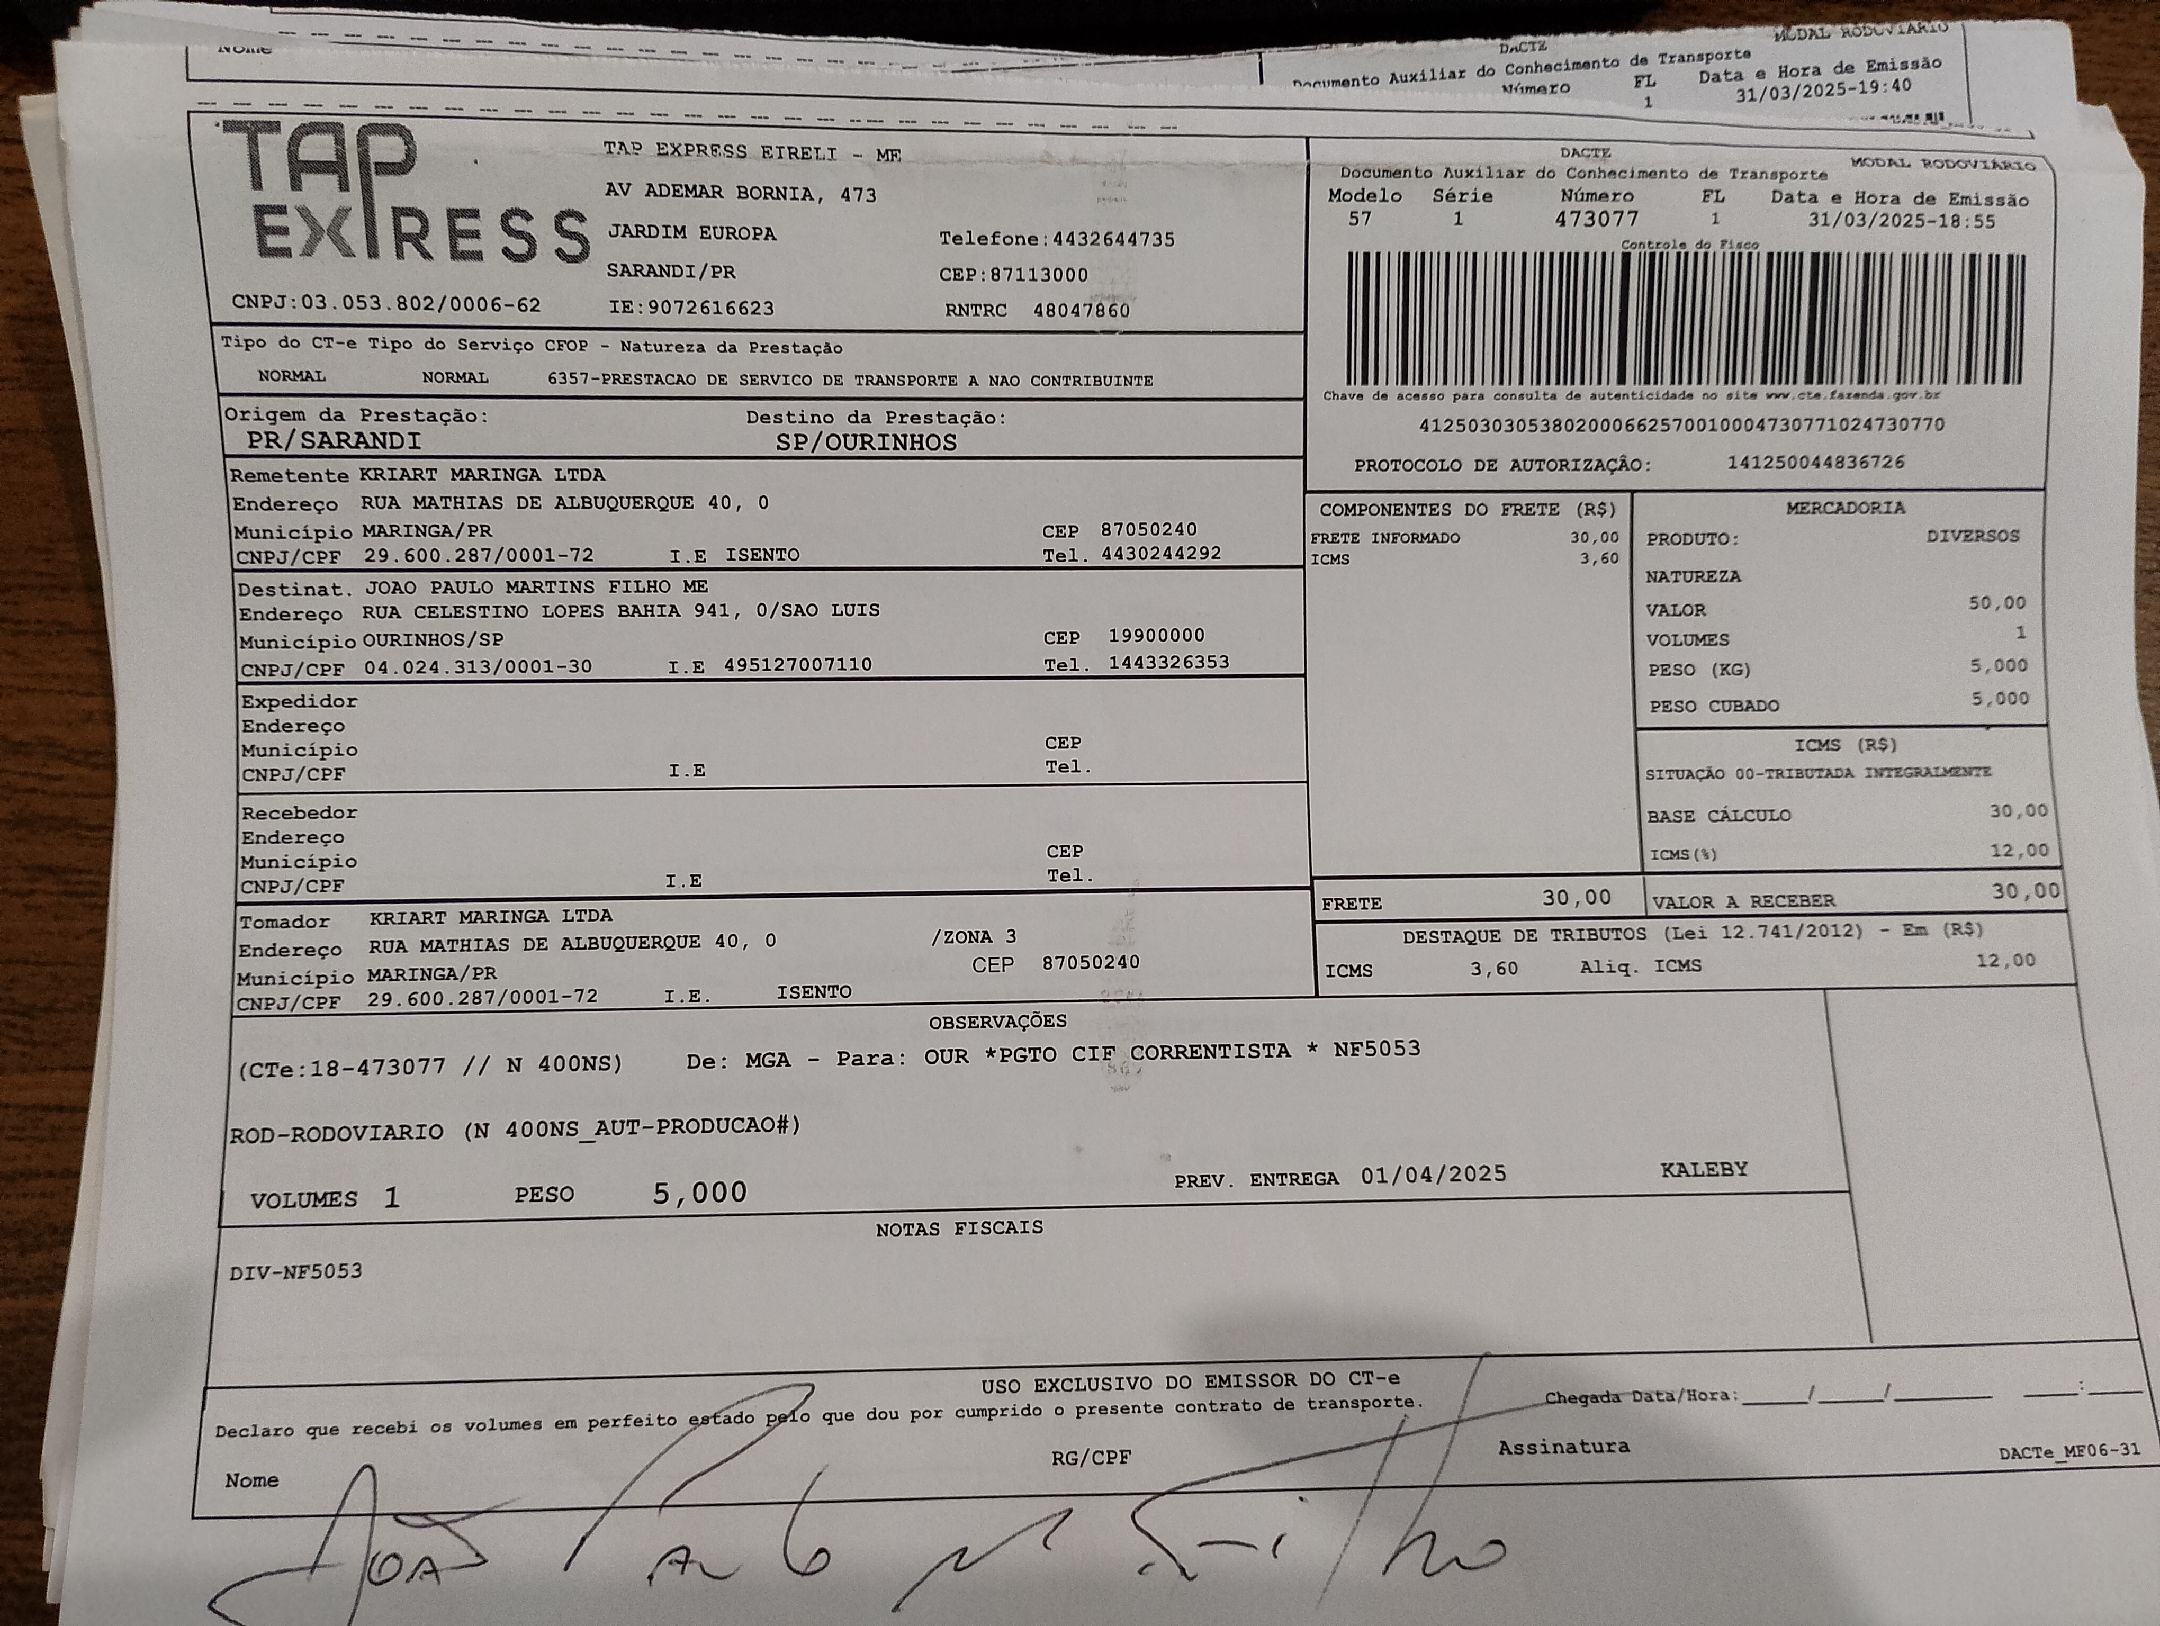 Nome
DACTE
MODAL RODOVIÁRIO
Documento Auxiliar do Conhecimento de Transporte
Número FL Data e Hora de Emissão
1 31/03/2025-19:40
TAP EXPRESS
CNPJ:03.053.802/0006-62
TAP EXPRESS EIRELI - ME
AV ADEMAR BORNIA, 473
JARDIM EUROPA Telefone:4432644735
SARANDI/PR CEP:87113000
IE:9072616623 RNTRC 48047860
DACTE
MODAL RODOVIÁRIO
Documento Auxiliar do Conhecimento de Transporte
Modelo Série Número FL Data e Hora de Emissão
57 1 473077 1 31/03/2025-18:55
Controle do Fisco
Chave de acesso para consulta de autenticidade no site www.cte.fazenda.gov.br
41250303053802000662570010004730771024730770
PROTOCOLO DE AUTORIZAÇÃO: 141250044836726
Tipo do CT-e Tipo do Serviço CFOP - Natureza da Prestação
NORMAL NORMAL 6357-PRESTACAO DE SERVICO DE TRANSPORTE A NAO CONTRIBUINTE
Origem da Prestação: Destino da Prestação:
PR/SARANDI SP/OURINHOS
Remetente KRIART MARINGA LTDA
Endereço RUA MATHIAS DE ALBUQUERQUE 40, 0
Município MARINGA/PR CEP 87050240
CNPJ/CPF 29.600.287/0001-72 I.E ISENTO Tel. 4430244292
Destinat. JOAO PAULO MARTINS FILHO ME
Endereço RUA CELESTINO LOPES BAHIA 941, 0/SAO LUIS
Município OURINHOS/SP CEP 19900000
CNPJ/CPF 04.024.313/0001-30 I.E 495127007110 Tel. 1443326353
Expedidor
Endereço
Município CEP
CNPJ/CPF I.E Tel.
Recebedor
Endereço
Município CEP
CNPJ/CPF I.E Tel.
Tomador KRIART MARINGA LTDA
Endereço RUA MATHIAS DE ALBUQUERQUE 40, 0 /ZONA 3
Município MARINGA/PR CEP 87050240
CNPJ/CPF 29.600.287/0001-72 I.E. ISENTO
COMPONENTES DO FRETE (R$)
FRETE INFORMADO 30,00
ICMS 3,60
MERCADORIA
PRODUTO: DIVERSOS
NATUREZA
VALOR 50,00
VOLUMES 1
PESO (KG) 5,000
PESO CUBADO 5,000
ICMS (R$)
SITUAÇÃO 00-TRIBUTADA INTEGRALMENTE
BASE CÁLCULO 30,00
ICMS(%) 12,00
FRETE 30,00 VALOR A RECEBER 30,00
DESTAQUE DE TRIBUTOS (Lei 12.741/2012) - Em (R$)
ICMS 3,60 Aliq. ICMS 12,00
OBSERVAÇÕES
(CTe:18-473077 // N 400NS) De: MGA - Para: OUR *PGTO CIF CORRENTISTA * NF5053
ROD-RODOVIARIO (N 400NS_AUT-PRODUCAO#)
VOLUMES 1 PESO 5,000 PREV. ENTREGA 01/04/2025 KALEBY
NOTAS FISCAIS
DIV-NF5053
USO EXCLUSIVO DO EMISSOR DO CT-e
Declaro que recebi os volumes em perfeito estado pelo que dou por cumprido o presente contrato de transporte.
Chegada Data/Hora:____/____/______ ___:___
Nome RG/CPF Assinatura DACTe_MF06-31
João Paulo M Filho